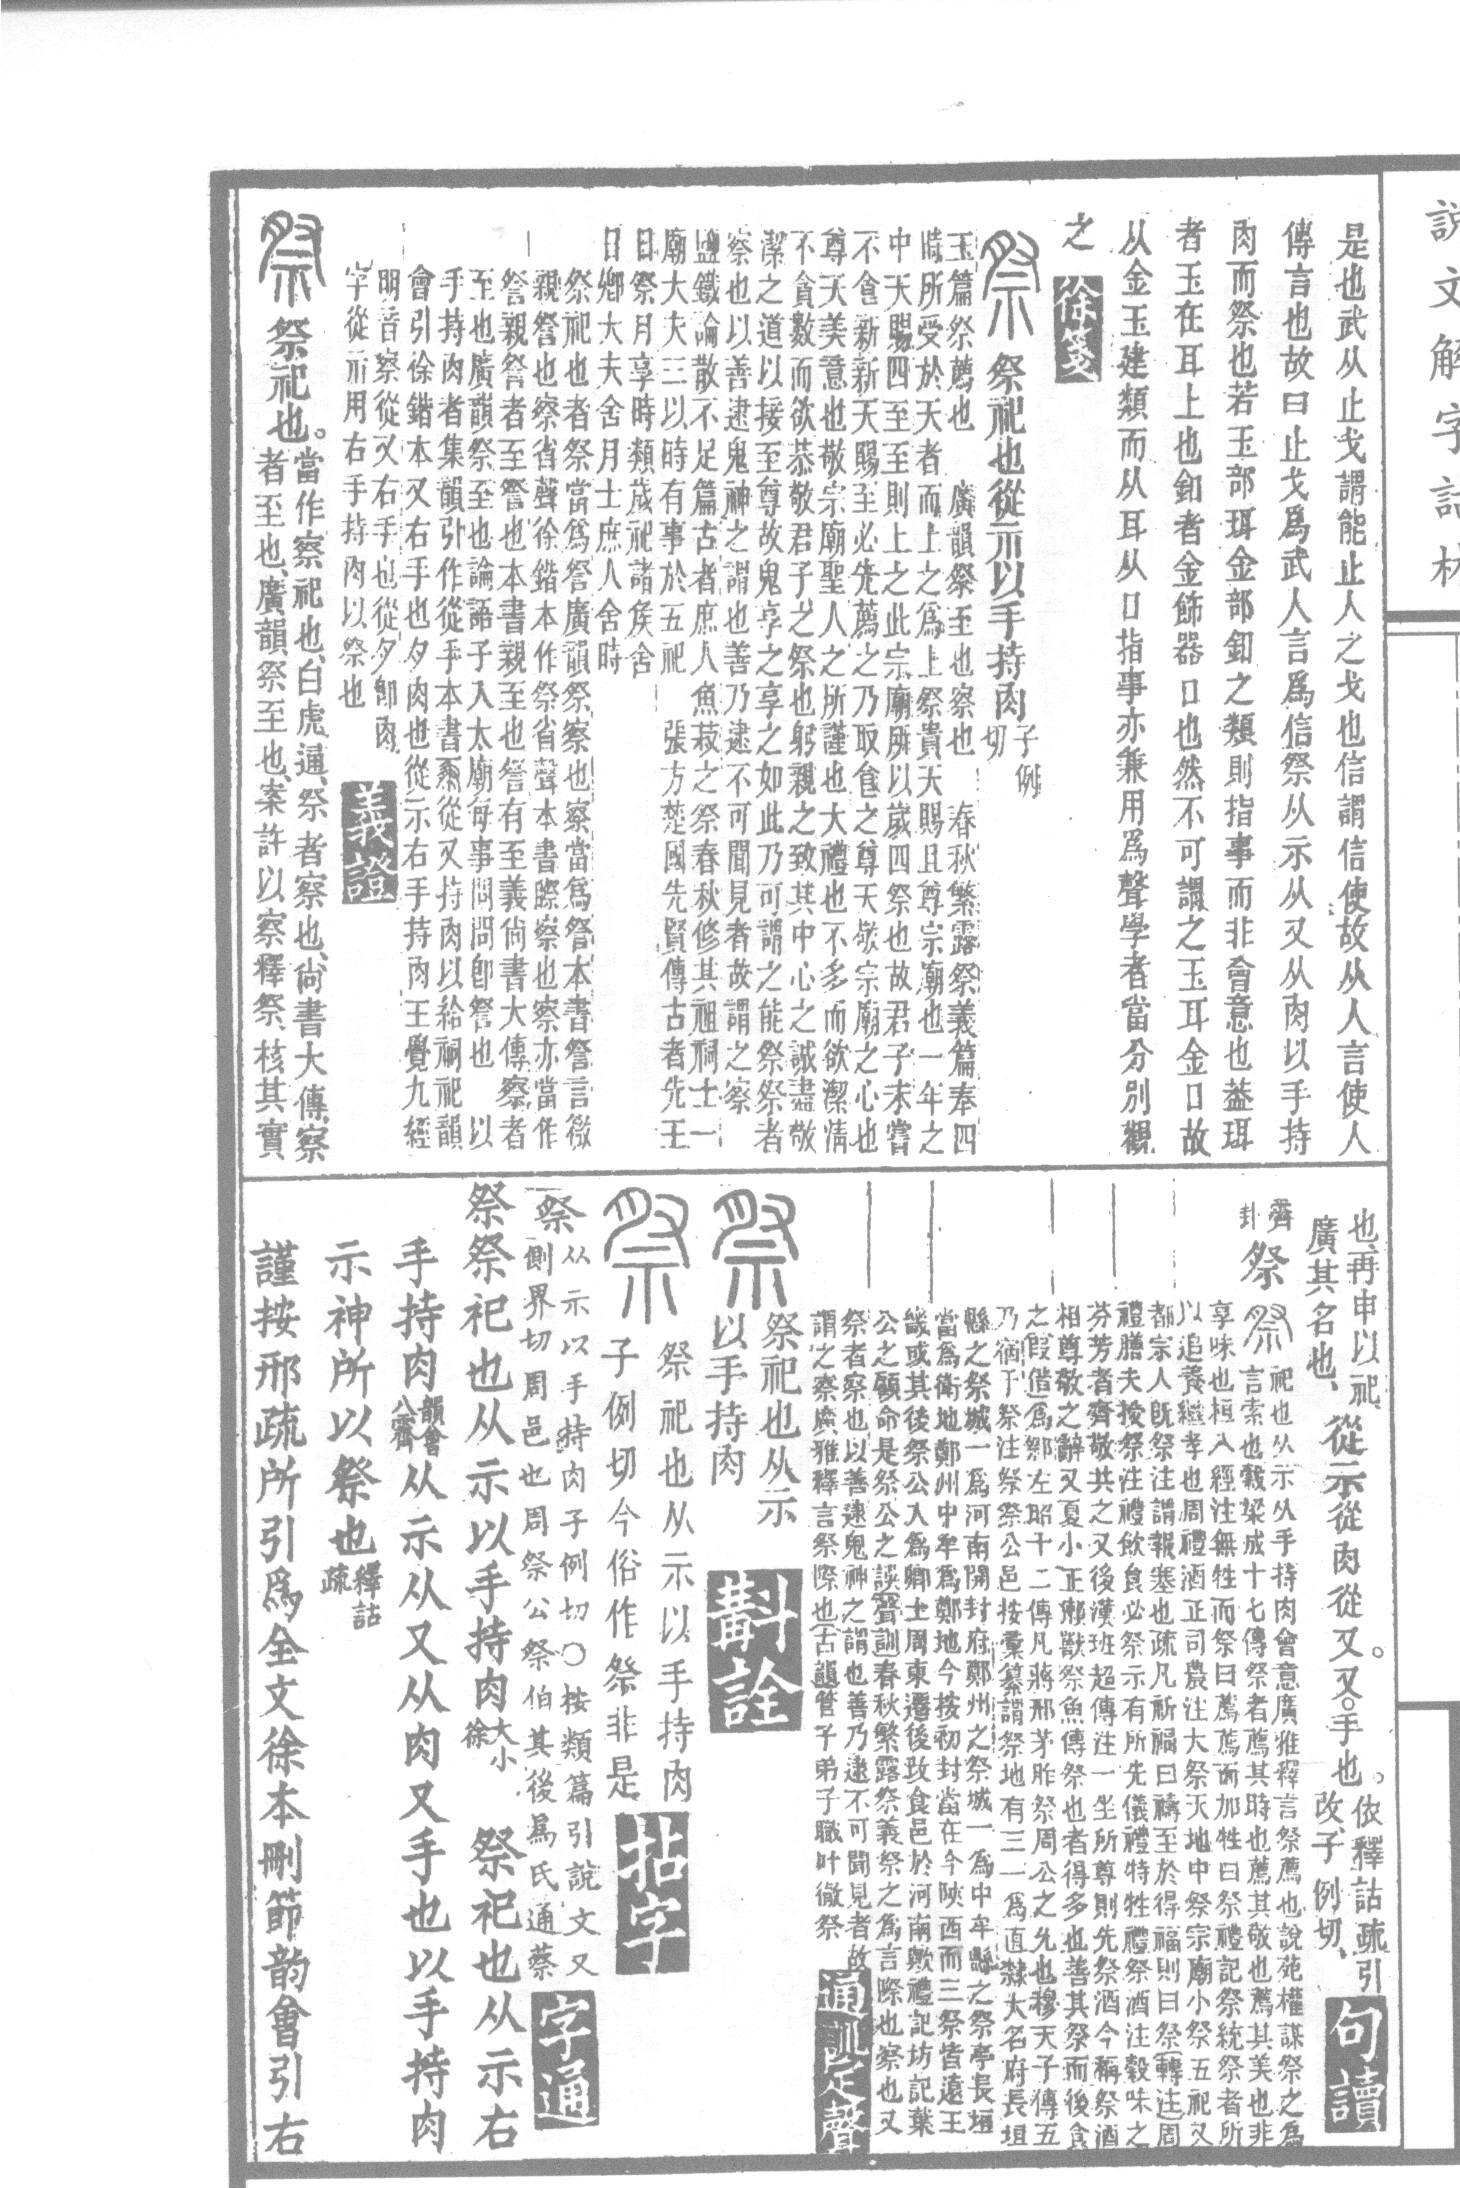 說文解字詁林
是也武从止戈謂能止人之戈也信謂信使故从人言使人
傳言也故曰止戈爲武人言爲信祭从示从又从肉以手持
肉而祭也若玉部珥金部釦之類則指事而非會意也葢珥
者玉在耳上也釦者金飾器口也然不可謂之玉耳金口故
从金玉建類而从耳从口指事亦兼用爲聲學者當分別觀
之 徐箋
祭祀也從示以手持肉
子例
切
玉篇祭薦也 廣韻祭至也察也 春秋繁露祭義篇奉四
時所受於天者而上之爲上祭貴天賜且尊宗廟也一年之
中天賜四至至則上之此宗廟所以歲四祭也故君子未嘗
不食新新天賜至必先薦之乃取食之尊天敬宗廟之心也
尊天美意也敬宗廟聖人之所謹也大禮也不多而欲潔清
不貪數而欲恭敬君子之祭也躬親之致其中心之誠盡敬
潔之道以接至尊故鬼享之享之如此乃可謂之能祭祭者
察也以善逮鬼神之謂也善乃逮不可聞見者故謂之察
鹽鐵論散不足篇古者庶人魚菽之祭春秋修其祖祠士一
廟大夫三以時有事於五祀 張方楚國先賢傳古者先王
日祭月享時類歲祀諸矦舍
日卿大夫舍月士庶人舍時
祭祀也者祭當爲詧廣韻祭察也察當爲詧本書詧言微
親詧也察省聲徐鍇本作祭省聲本書際察也察亦當作
詧親詧者至詧也本書親至也詧有至義尙書大傳察者
至也廣韻祭至也論語子入太廟每事問問卽詧也 以
手持肉者集韻引作從手本書爾從又持肉以給祠祀韻
會引徐鍇本又右手也夕肉也從示右手持肉王覺九經
明音察從又右手也從夕卽肉
字從示用右手持肉以祭也 義證
祭祀也。
當作察祀也、白虎通、祭者察也、尙書大傳、察
者至也、廣韻、祭至也、案許以察釋祭、核其實
也、再申以祀
廣其名也、
從示從肉從又。又。手也。
依釋詁疏引
改子例切、
句讀
齊
卦
祭
祀也从示从手持肉會意廣雅釋言祭薦也說苑權謀祭之爲
言索也穀梁成十七傳祭者薦其時也薦其敬也薦其美也非
享味也桓八經注無牲而祭曰薦薦而加牲曰祭禮記祭統祭者所
以追養繼孝也周禮酒正司農注大祭天地中祭宗廟小祭五祀又
都宗人旣祭注謂報塞也疏凡祈福曰禱至於得福則曰祭轉注周
禮膳夫授祭注禮飮食必祭示有所先儀禮特牲禮祭酒注穀味之
芬芳者齊敬共之又後漢班超傳注一坐所尊則先祭酒今稱祭酒
相尊敬之辭又夏小正豺獸祭魚傳祭也者得多也善其祭而後食
之假借爲鄒左昭十二傳凡蔣邢茅胙祭周公之允也穆天子傳五
乃猶于祭注祭祭公邑按彙纂謂祭地有三一爲直隸大名府長垣
縣之祭城一爲河南開封府鄭州之祭城一爲中牟縣之祭亭長垣
當爲衞地鄭州中牟爲鄭地今按初封當在今陝西而三祭皆遠王
畿或其後祭公入爲卿士周東遷後改食邑於河南歟禮記坊記葉
公之顧命是祭公之誤聲訓春秋繁露祭義祭之爲言際也察也又
祭者察也以善逮鬼神之謂也善乃逮不可聞見者故
謂之察廣雅釋言祭際也古韻管子弟子職叶徹祭 通訓定聲
祭祀也从示
以手持肉 斠詮
祭祀也从示以手持肉
子例切今俗作祭非是 拈字
祭
从示以手持肉子例切〇按類篇引說文又
側界切周邑也周祭公祭伯其後爲氏通蔡 字通
祭祭祀也从示以手持肉
大小
徐
祭祀也从示右
手持肉
韻會
八霽
从示从又从肉又手也以手持肉
示神所以祭也
釋詁
疏
謹按邢疏所引爲全文徐本刪節韵會引右